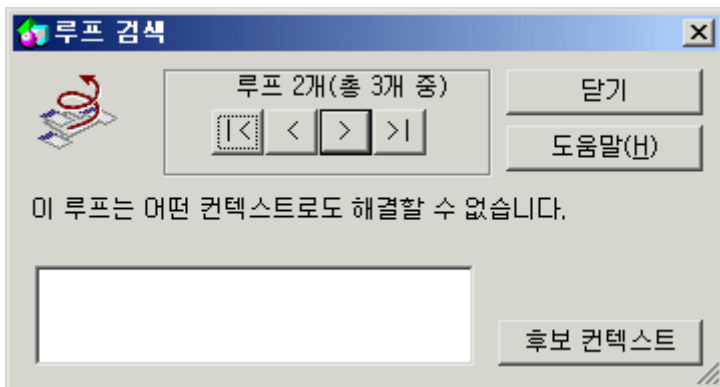 루프 검색
루프 2개(총 3개 중)
|< < > >|
닫기
도움말(H)
이 루프는 어떤 컨텍스트로도 해결할 수 없습니다.
후보 컨텍스트